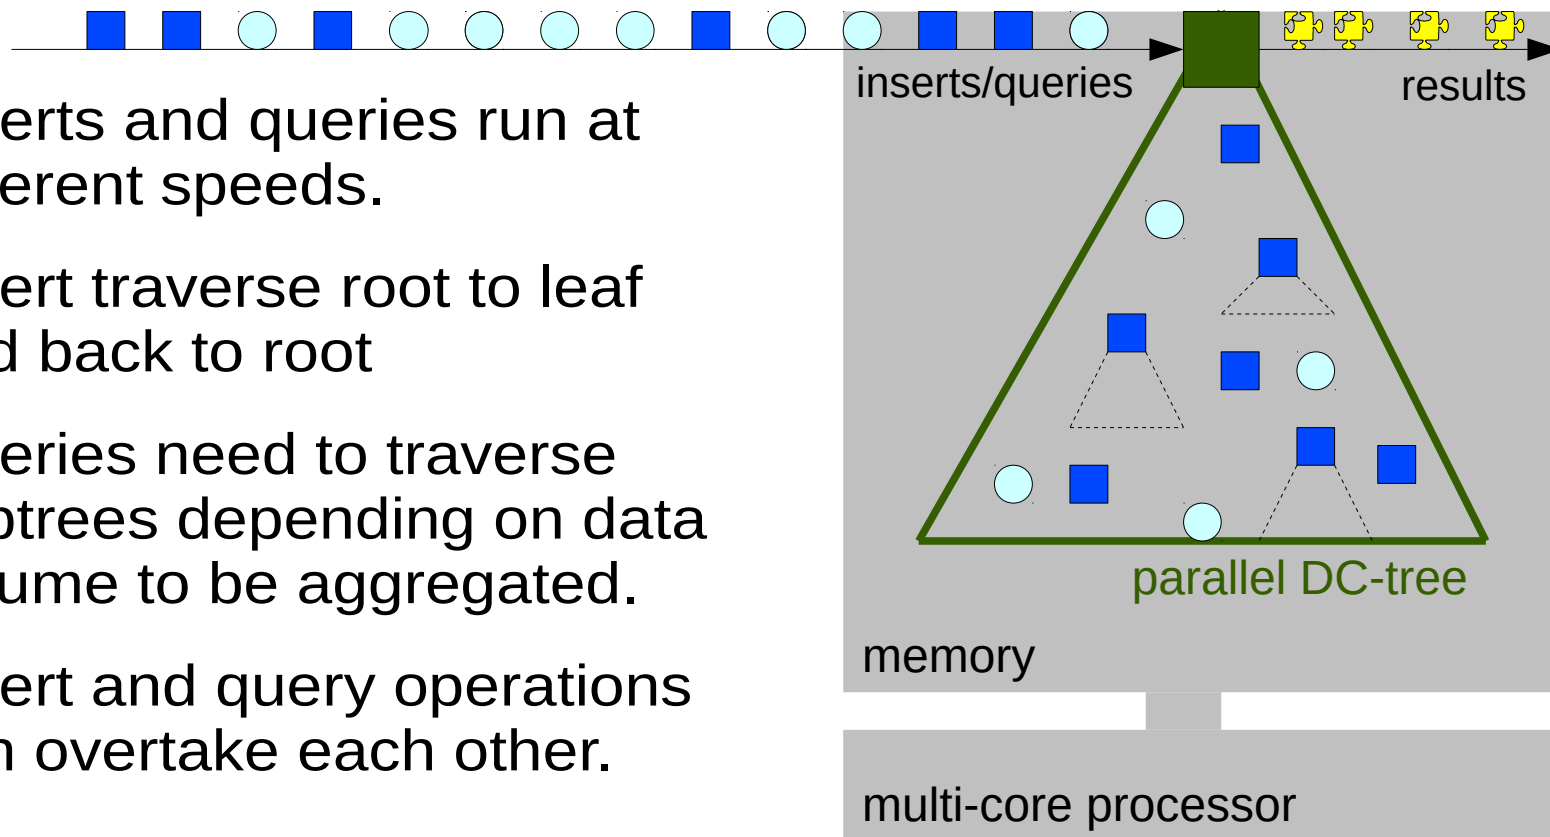 inserts/queries
results
erts and queries run at
erent speeds.
ert traverse root to leaf
d back to root
eries need to traverse
otrees depending on data
ume to be aggregated.
ert and query operations
n overtake each other.
parallel DC-tree
memory
multi-core processor